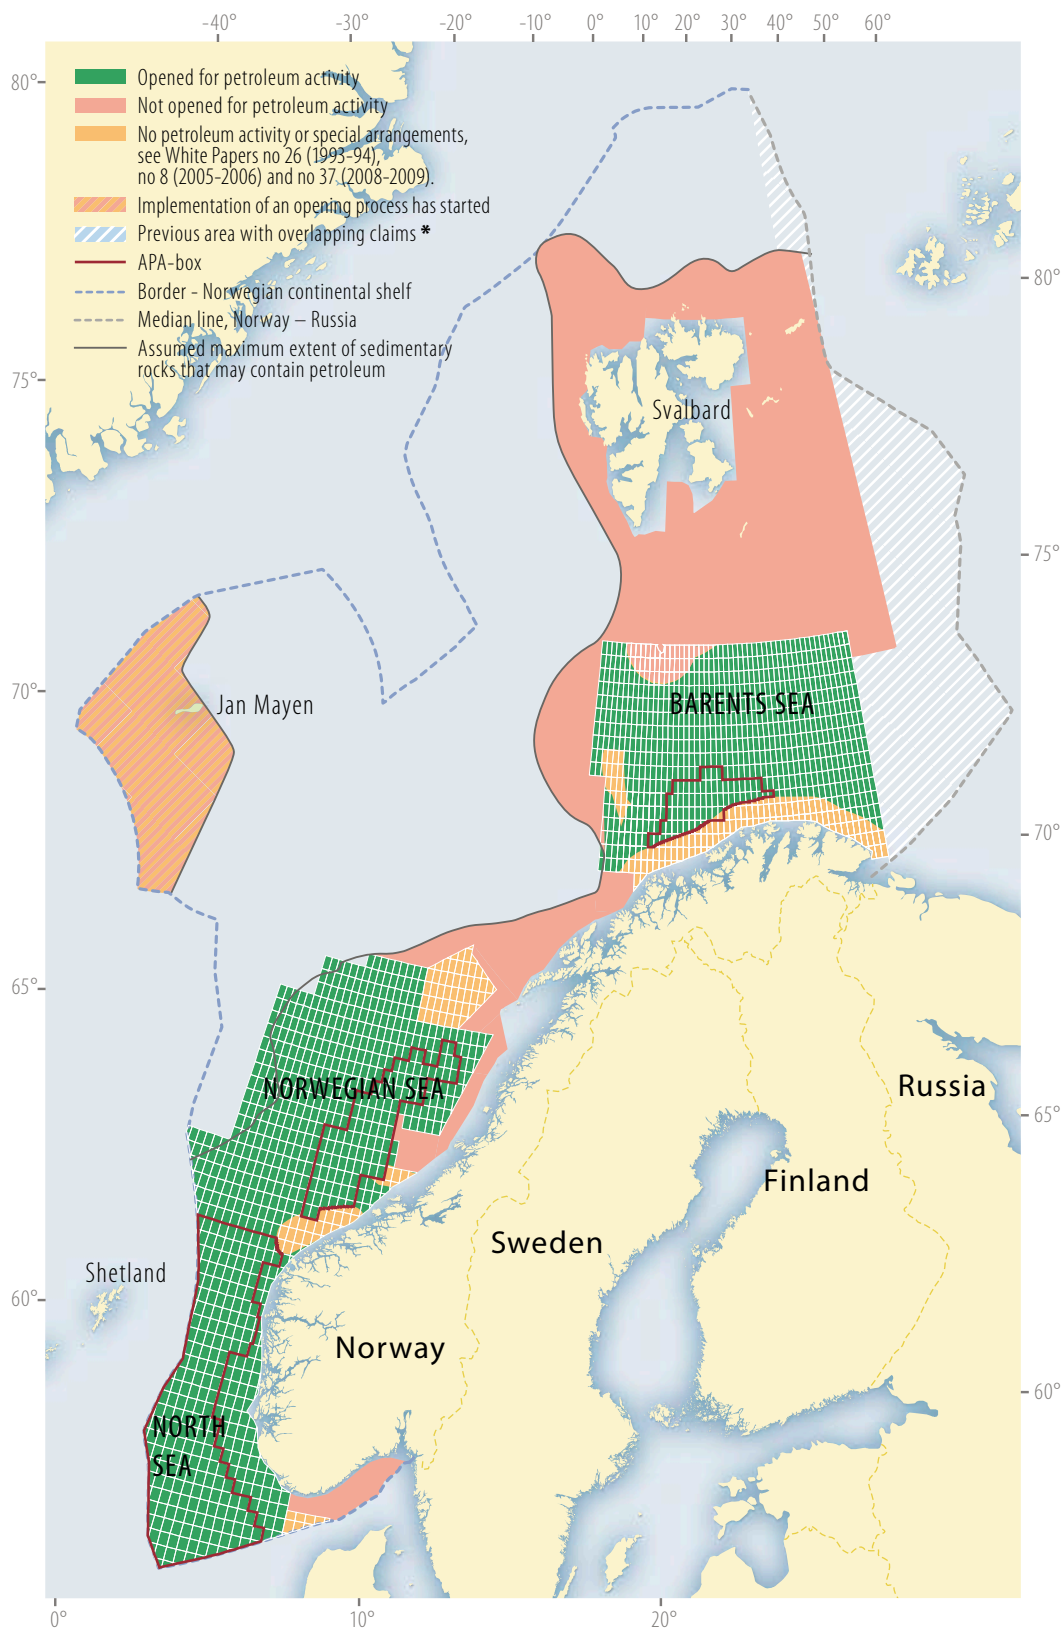 -40° -30° -20° -10° 0° 10° 20° 30° 40° 50° 60°
80°
Opened for petroleum activity
Not opened for petroleum activity
No petroleum activity or special arrangements,
see White Papers no 26 (1993-94),
no 8 (2005-2006) and no 37 (2008-2009).
Implementation of an opening process has started
Previous area with overlapping claims *
APA-box
80°
Border - Norwegian continental shelf
Median line, Norway – Russia
Assumed maximum extent of sedimentary
rocks that may contain petroleum
75°
Svalbard
75°
70°
Jan Mayen
BARENTS SEA
70°
65°
NORWEGIAN SEA
Russia
65°
Finland
Sweden
Shetland
60°
Norway
60°
NORTH
SEA
0° 10° 20°